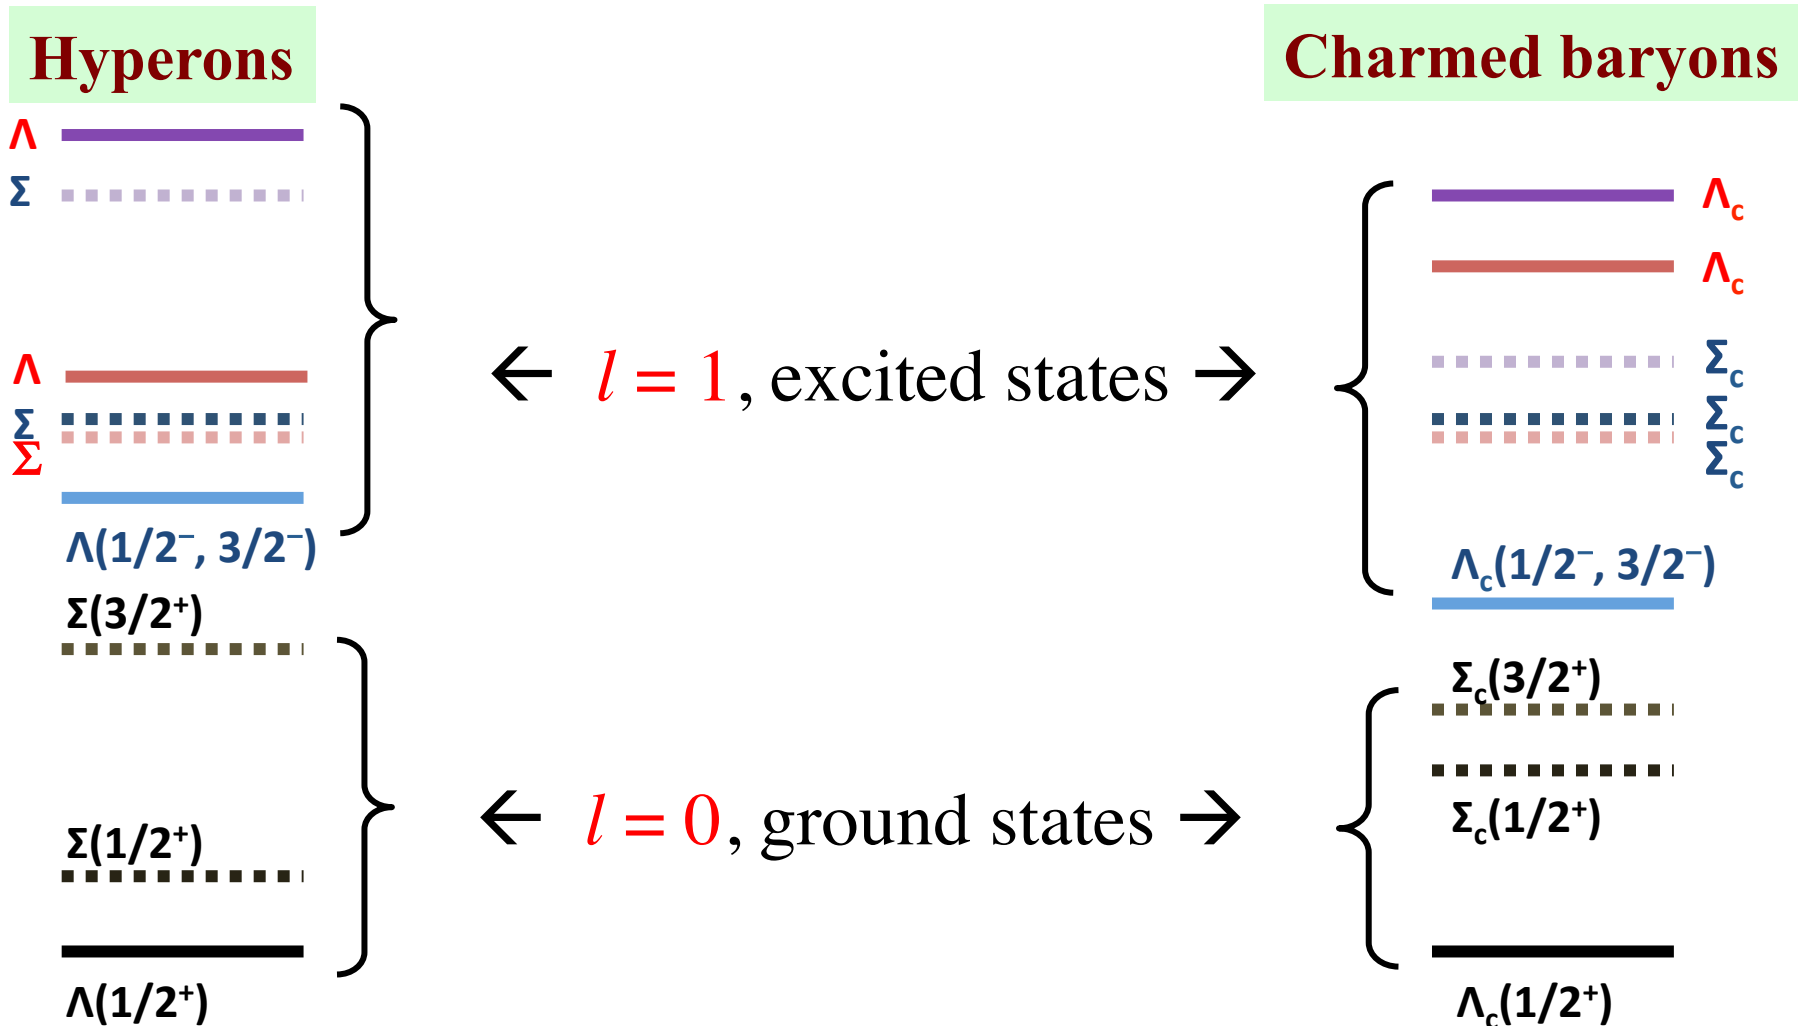 Hyperons
Λ
Σ
Λ
Σ
Σ
Λ(1/2⁻, 3/2⁻)
Σ(3/2⁺)
Σ(1/2⁺)
Λ(1/2⁺)
← l = 1, excited states →
← l = 0, ground states →
Charmed baryons
Λc
Λc
Σc
Σc
Σc
Λc(1/2⁻, 3/2⁻)
Σc(3/2⁺)
Σc(1/2⁺)
Λc(1/2⁺)